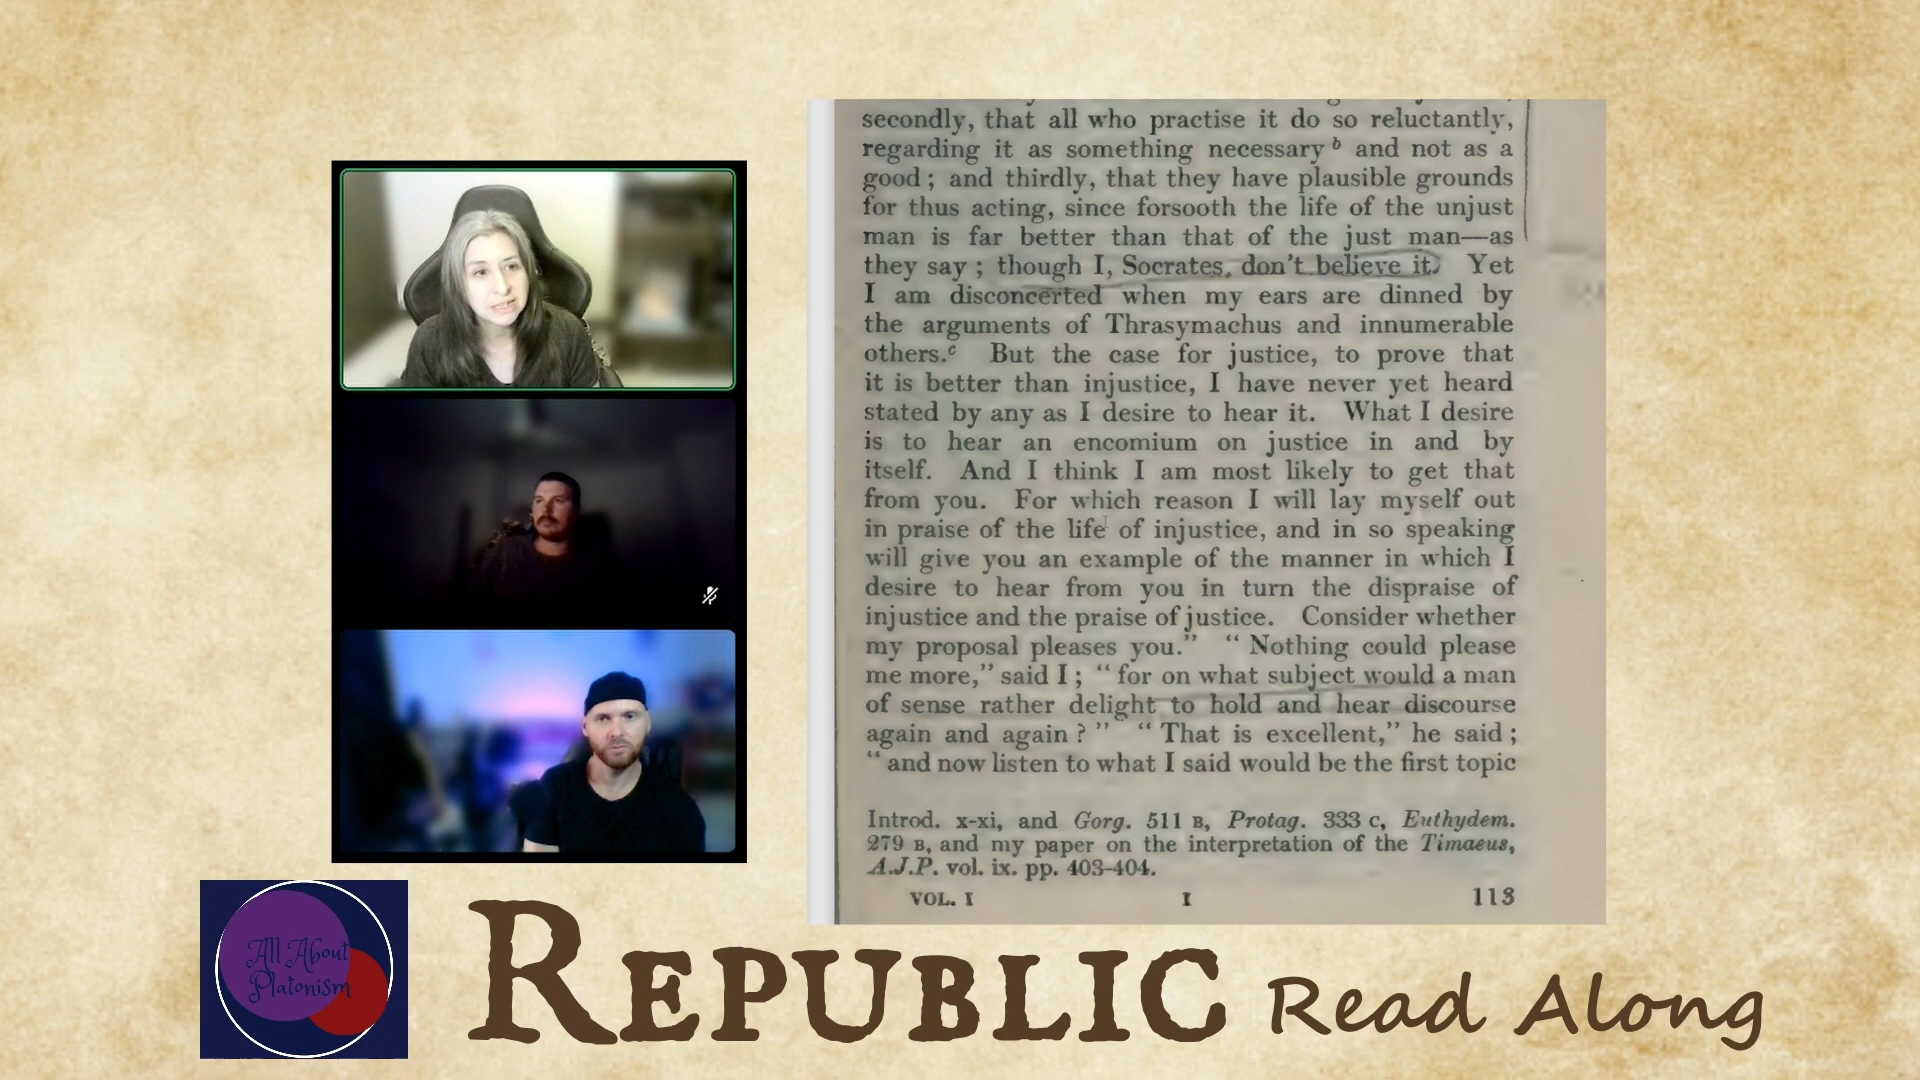 secondly, that all who practise it do so reluctantly,
regarding it as something necessary b and not as a
good ; and thirdly, that they have plausible grounds
for thus acting, since forsooth the life of the unjust
man is far better than that of the just man—as
they say ; though I, Socrates, don't believe it. Yet
I am disconcerted when my ears are dinned by
the arguments of Thrasymachus and innumerable
others.c But the case for justice, to prove that
it is better than injustice, I have never yet heard
stated by any as I desire to hear it. What I desire
is to hear an encomium on justice in and by
itself. And I think I am most likely to get that
from you. For which reason I will lay myself out
in praise of the life of injustice, and in so speaking
will give you an example of the manner in which I
desire to hear from you in turn the dispraise of
injustice and the praise of justice. Consider whether
my proposal pleases you.” “ Nothing could please
me more,” said I ; “ for on what subject would a man
of sense rather delight to hold and hear discourse
again and again ? ” “ That is excellent,” he said ;
“ and now listen to what I said would be the first topic
Introd. x-xi, and Gorg. 511 B, Protag. 333 C, Euthydem.
279 B, and my paper on the interpretation of the Timaeus,
A.J.P. vol. ix. pp. 403-404.
VOL. I I 113
All About
Platonism
REPUBLIC Read Along